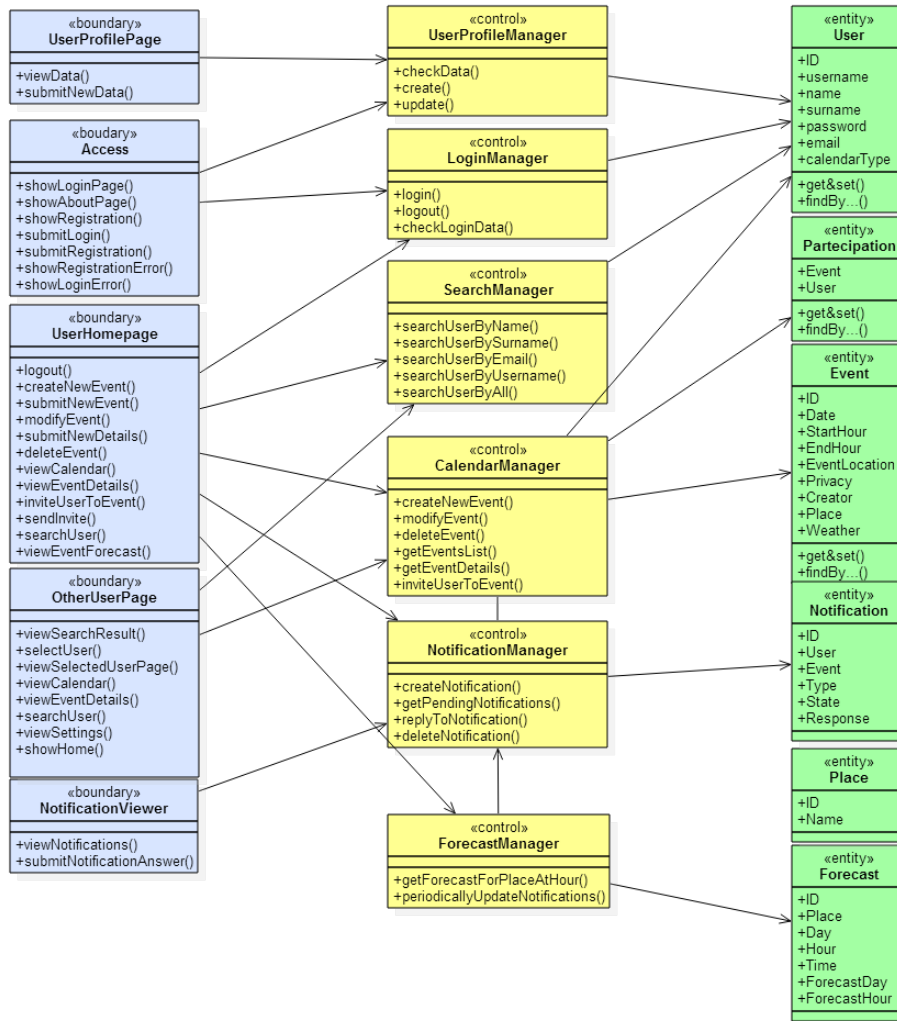 «boundary»
UserProfilePage
+viewData()
+submitNewData()
«boudary»
Access
+showLoginPage()
+showAboutPage()
+showRegistration()
+submitLogin()
+submitRegistration()
+showRegistrationError()
+showLoginError()
«boundary»
UserHomepage
+logout()
+createNewEvent()
+submitNewEvent()
+modifyEvent()
+submitNewDetails()
+deleteEvent()
+viewCalendar()
+viewEventDetails()
+inviteUserToEvent()
+sendInvite()
+searchUser()
+viewEventForecast()
«boundary»
OtherUserPage
+viewSearchResult()
+selectUser()
+viewSelectedUserPage()
+viewCalendar()
+viewEventDetails()
+searchUser()
+viewSettings()
+showHome()
«boundary»
NotificationViewer
+viewNotifications()
+submitNotificationAnswer()
«control»
UserProfileManager
+checkData()
+create()
+update()
«control»
LoginManager
+login()
+logout()
+checkLoginData()
«control»
SearchManager
+searchUserByName()
+searchUserBySurname()
+searchUserByEmail()
+searchUserByUsername()
+searchUserByAll()
«control»
CalendarManager
+createNewEvent()
+modifyEvent()
+deleteEvent()
+getEventsList()
+getEventDetails()
+inviteUserToEvent()
«control»
NotificationManager
+createNotification()
+getPendingNotifications()
+replyToNotification()
+deleteNotification()
«control»
ForecastManager
+getForecastForPlaceAtHour()
+periodicallyUpdateNotifications()
«entity»
User
+ID
+username
+name
+surname
+password
+email
+calendarType
+get&set()
+findBy...()
«entity»
Partecipation
+Event
+User
+get&set()
+findBy...()
«entity»
Event
+ID
+Date
+StartHour
+EndHour
+EventLocation
+Privacy
+Creator
+Place
+Weather
+get&set()
+findBy...()
«entity»
Notification
+ID
+User
+Event
+Type
+State
+Response
«entity»
Place
+ID
+Name
«entity»
Forecast
+ID
+Place
+Day
+Hour
+Time
+ForecastDay
+ForecastHour